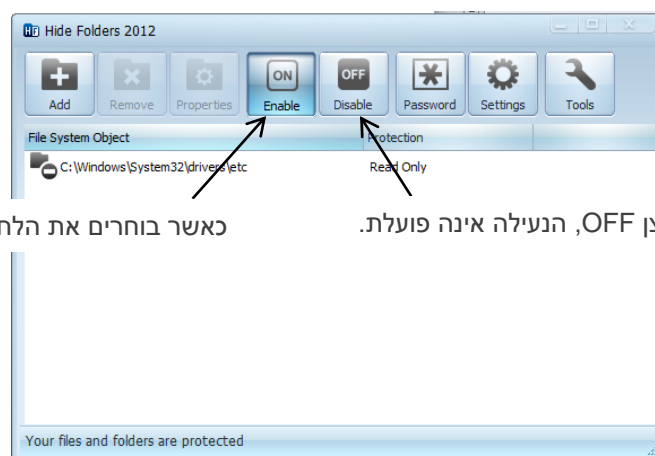 Hide Folders 2012
Add Remove Properties ON Enable OFF Disable Password Settings Tools
File System Object Protection
C:\Windows\System32\drivers\etc Read Only
כאשר בוחרים את
OFF, הנעילה אינה פועלת.
Your files and folders are protected